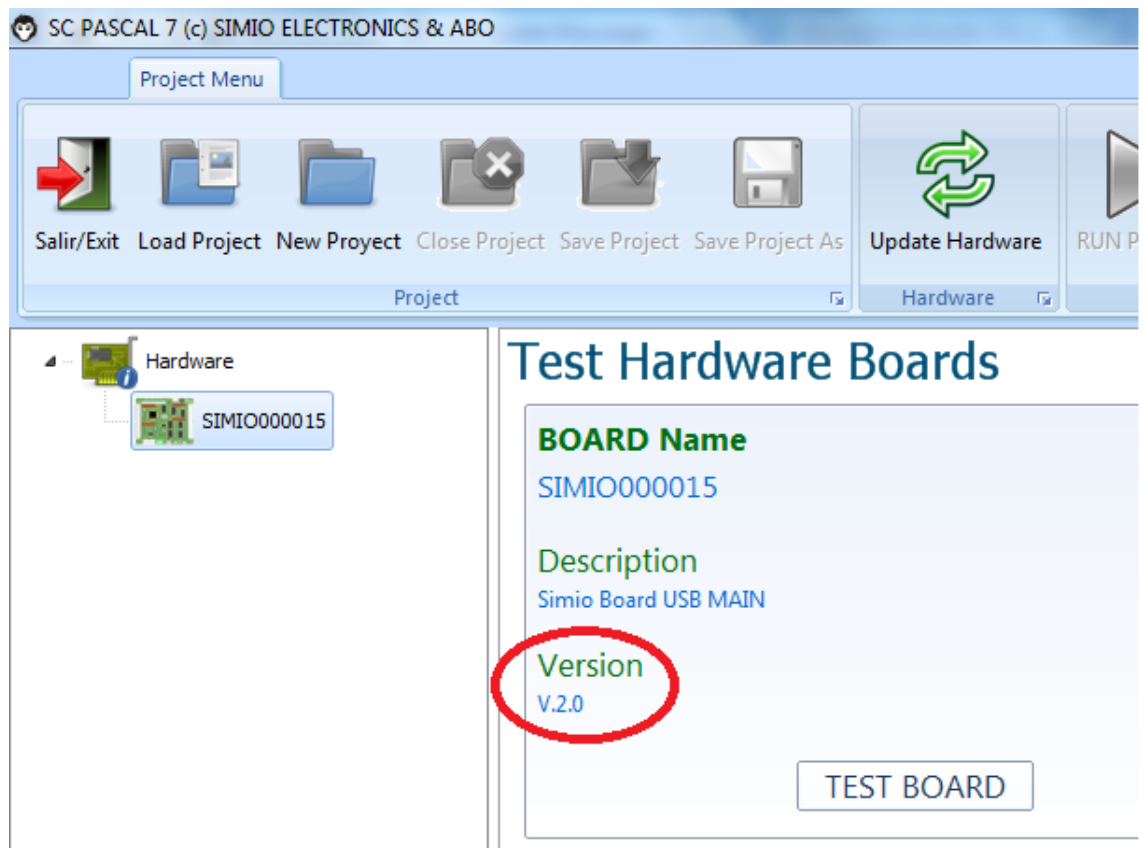 SC PASCAL 7 (c) SIMIO ELECTRONICS & ABO
Project Menu
Salir/Exit Load Project New Proyect Close Project Save Project Save Project As Update Hardware RUN P
Project Hardware
Hardware
SIMIO000015
Test Hardware Boards
BOARD Name
SIMIO000015
Description
Simio Board USB MAIN
Version
V.2.0
TEST BOARD